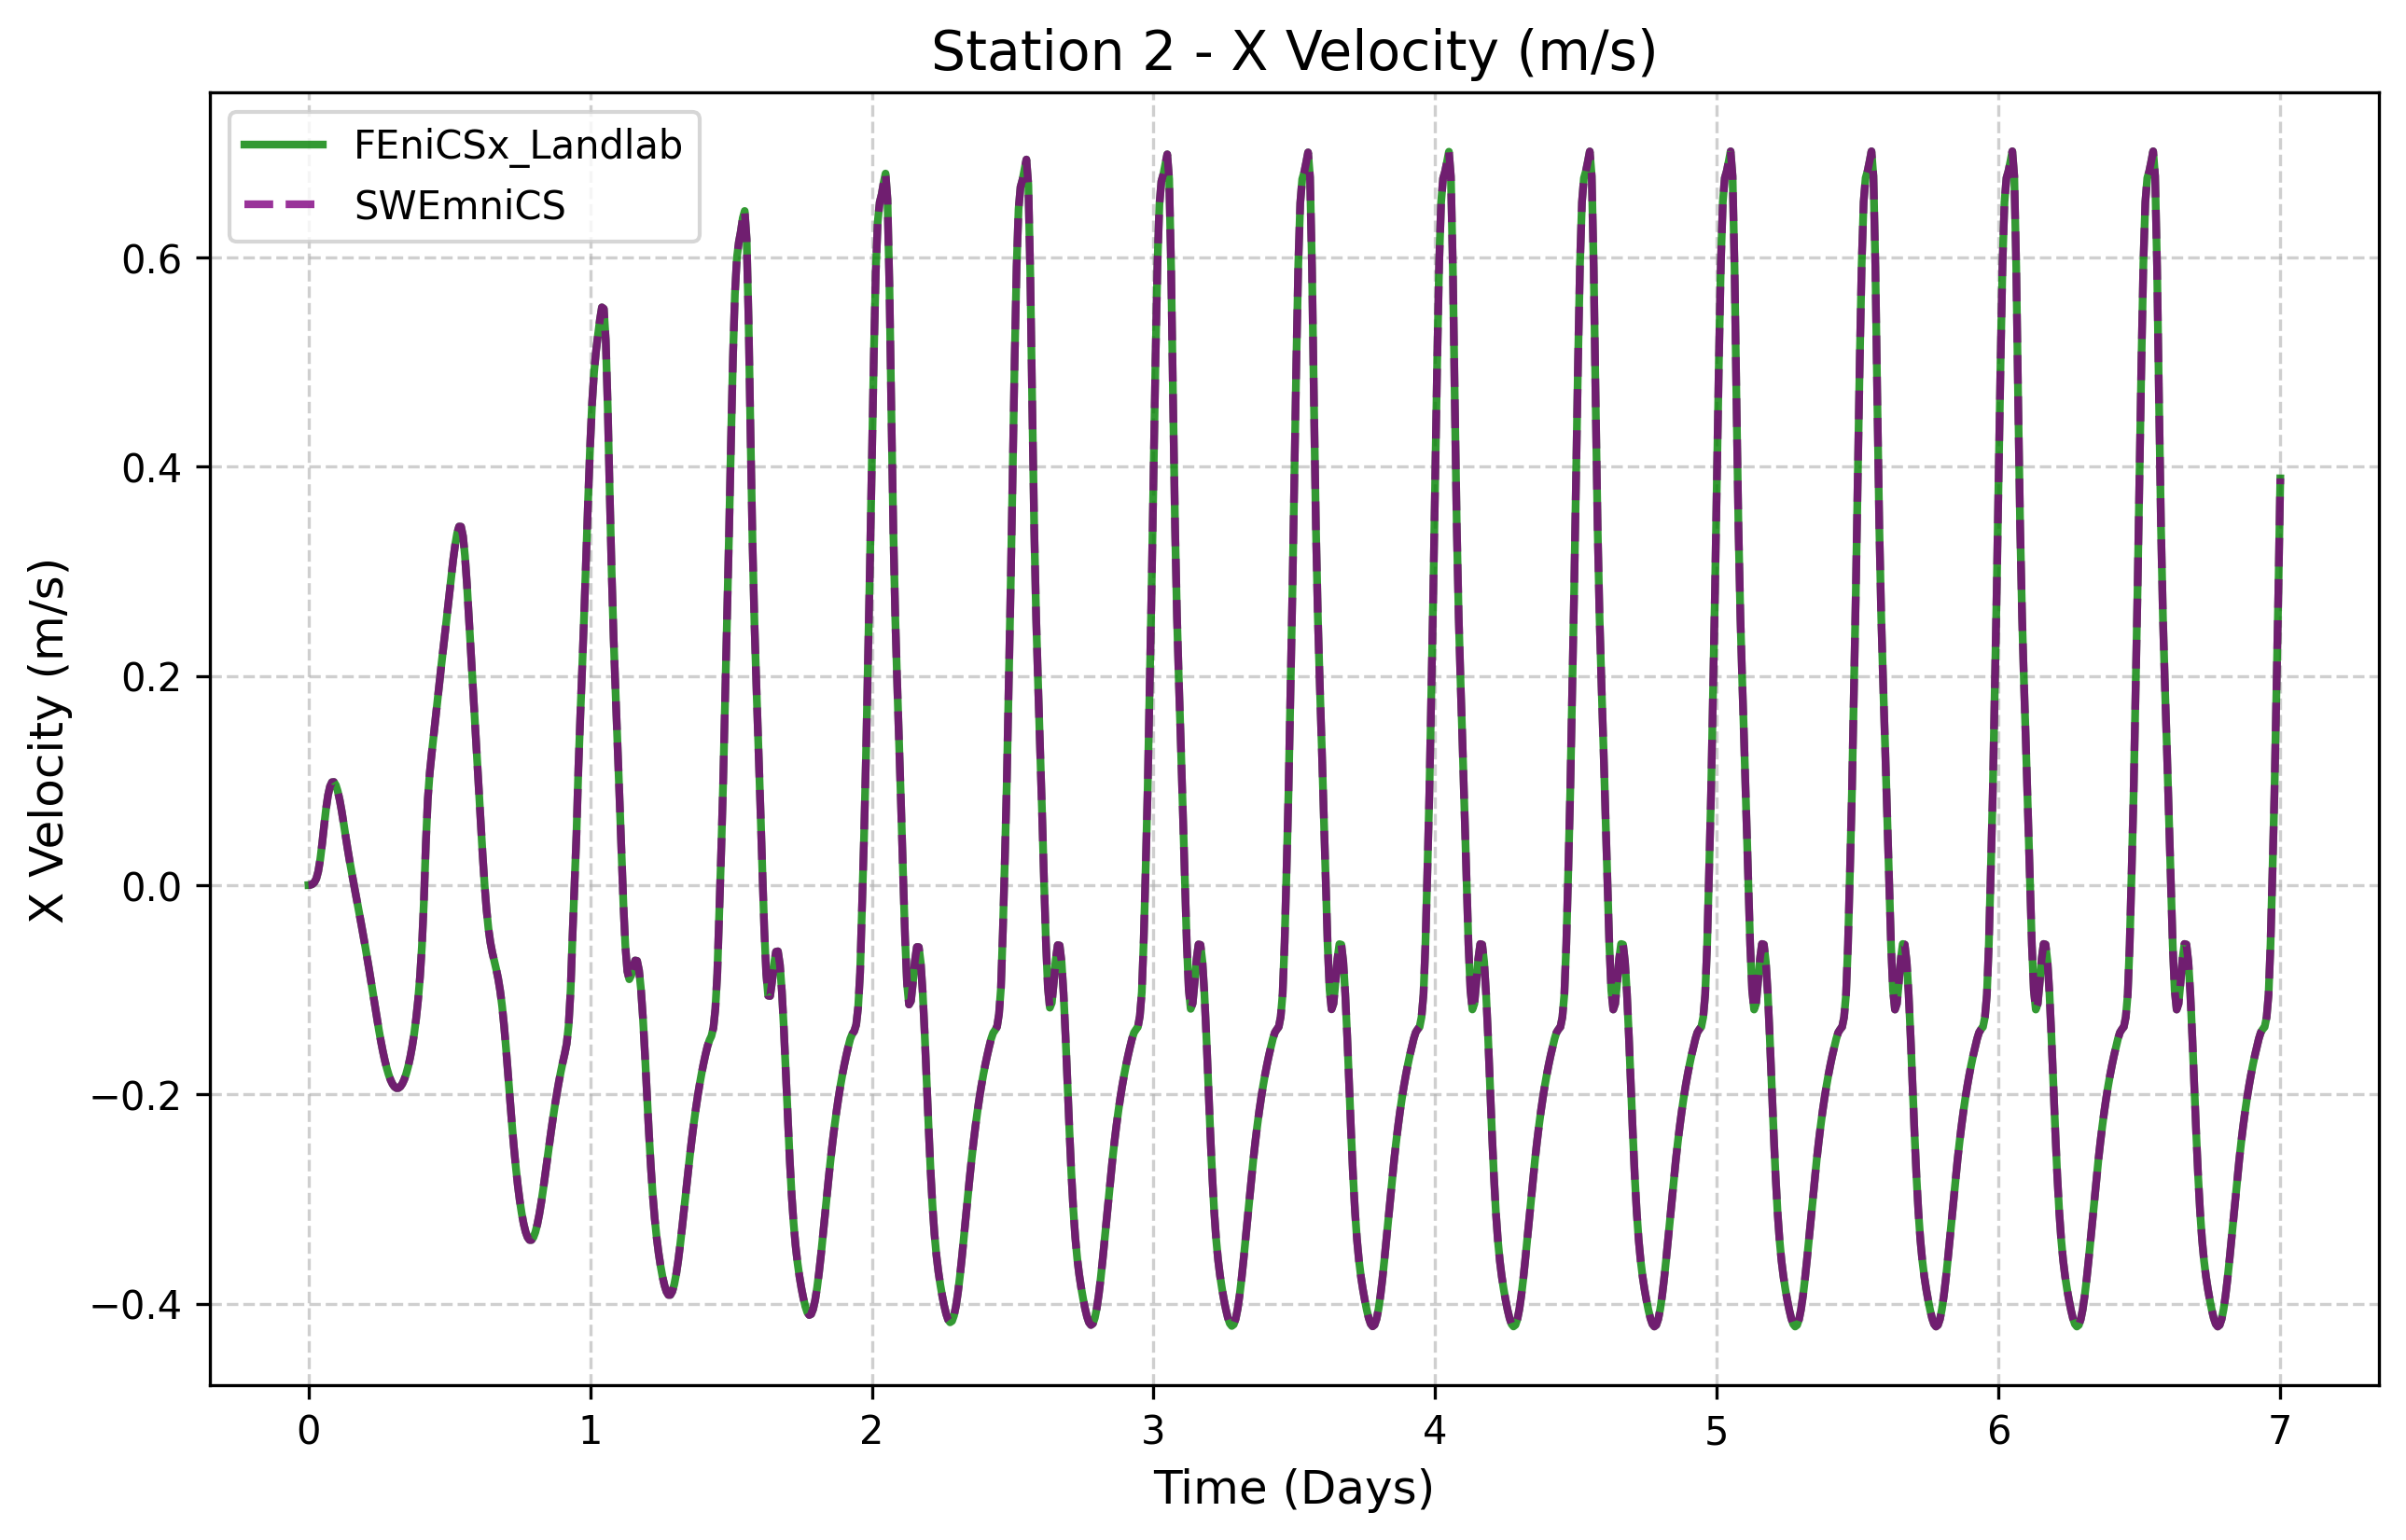 Station 2 - X Velocity (m/s)
FEniCSx_Landlab
SWEmniCS
X Velocity (m/s)
0.6
0.4
0.2
0.0
−0.2
−0.4
0 1 2 3 4 5 6 7
Time (Days)